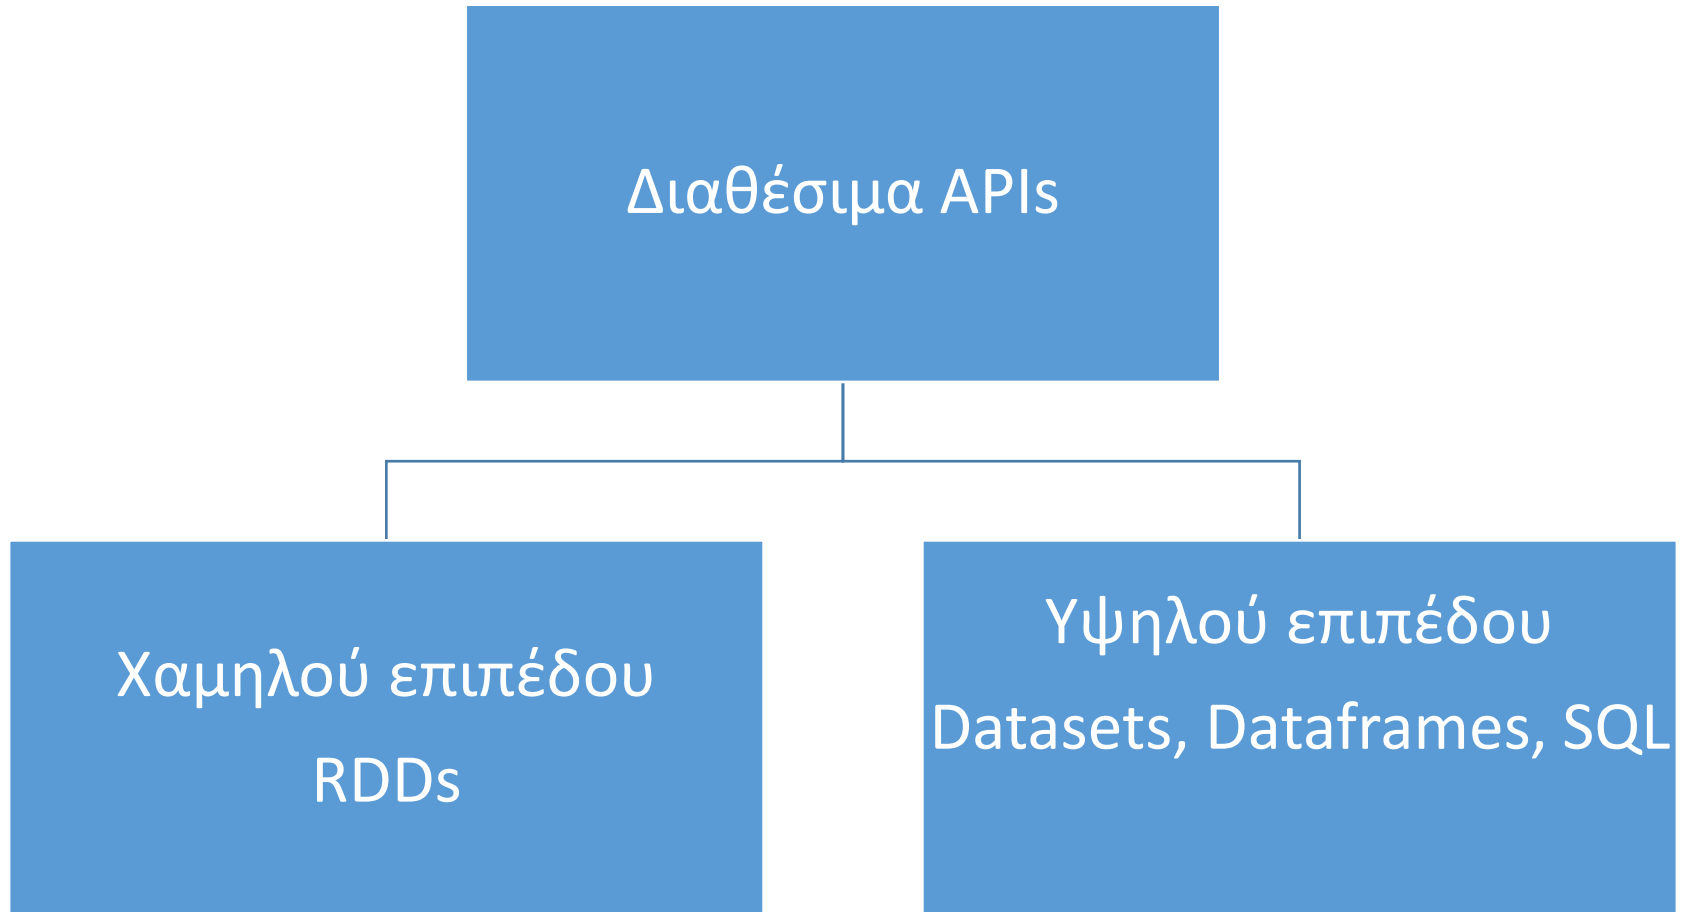 Διαθέσιμα APIs
Χαμηλού επιπέδου
RDDs
Υψηλού επιπέδου
Datasets, Dataframes, SQL